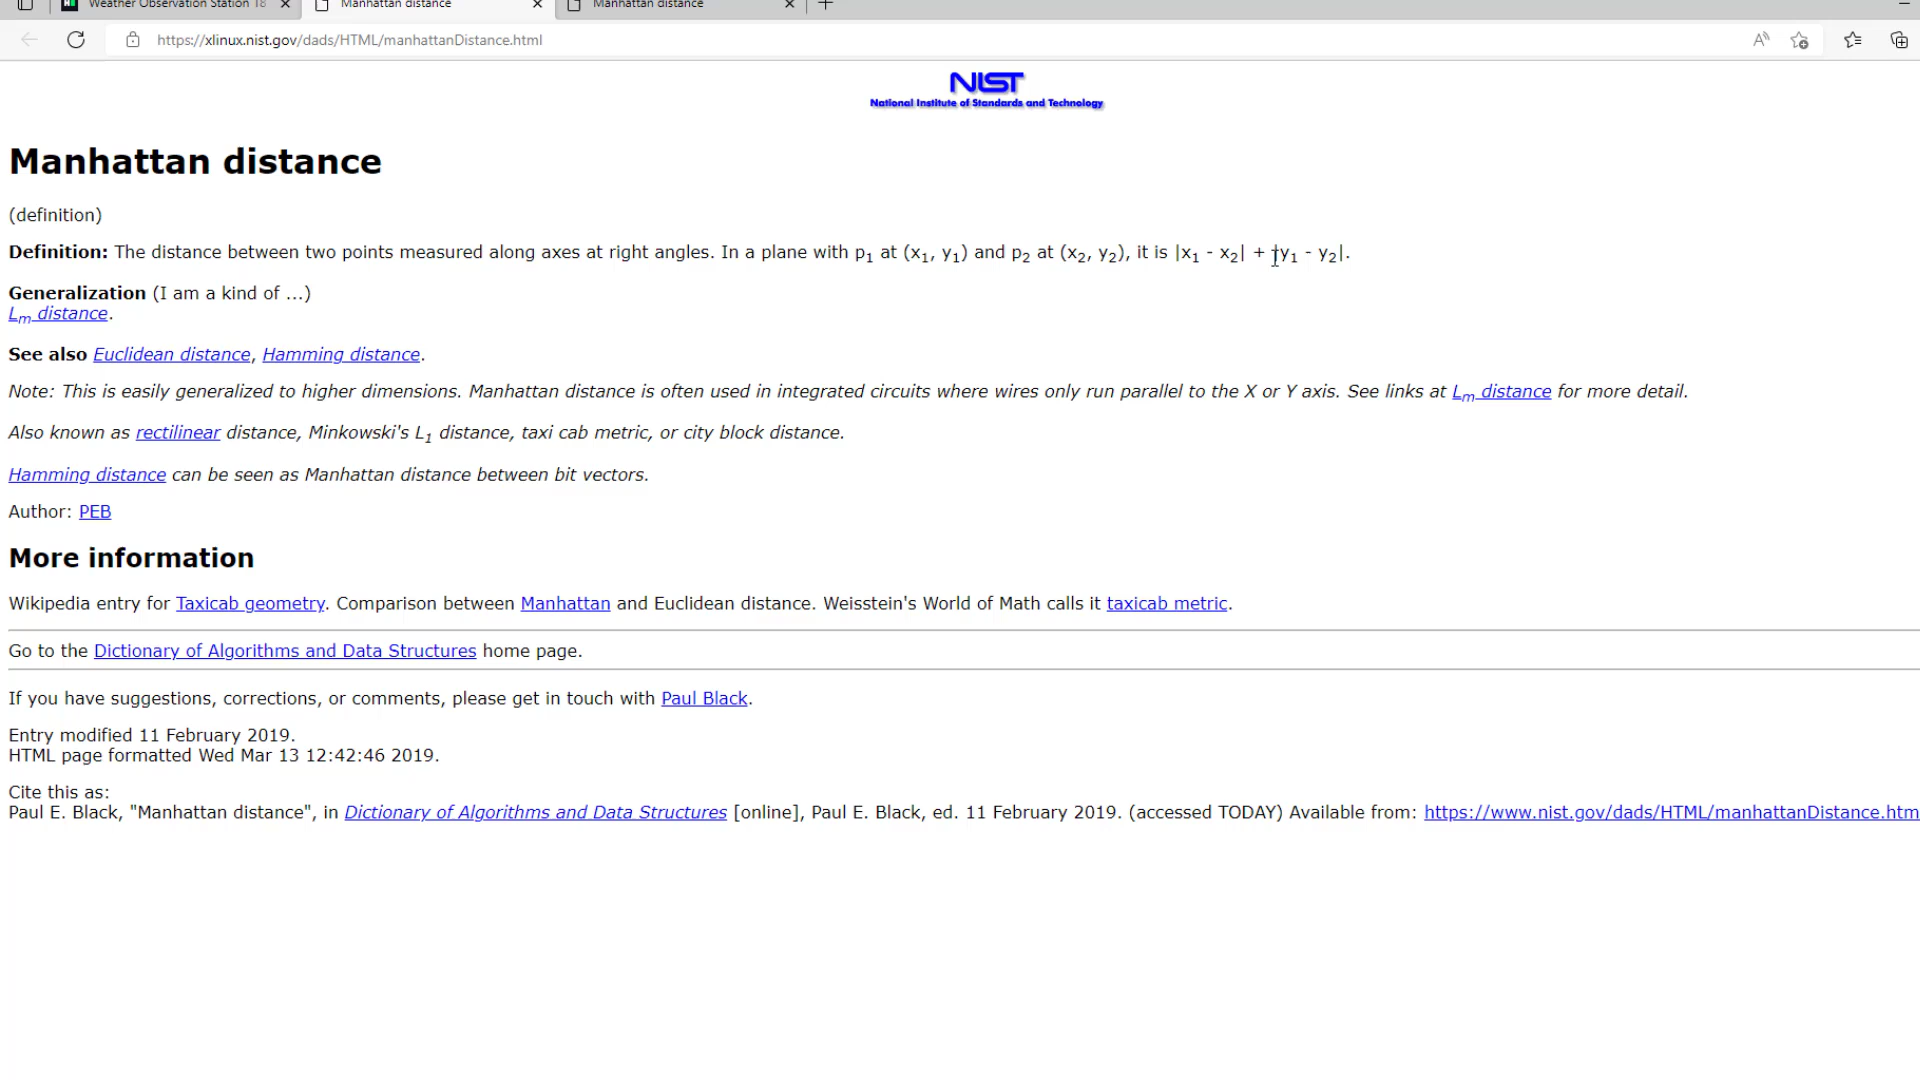 Weather Observation Station 18
Manhattan distance
Manhattan distance
https://xlinux.nist.gov/dads/HTML/manhattanDistance.html
NIST
National Institute of Standards and Technology
Manhattan distance
(definition)
Definition: The distance between two points measured along axes at right angles. In a plane with p1 at (x1, y1) and p2 at (x2, y2), it is |x1 - x2| + |y1 - y2|.
Generalization (I am a kind of ...)
Lm distance.
See also Euclidean distance, Hamming distance.
Note: This is easily generalized to higher dimensions. Manhattan distance is often used in integrated circuits where wires only run parallel to the X or Y axis. See links at Lm distance for more detail.
Also known as rectilinear distance, Minkowski's L1 distance, taxi cab metric, or city block distance.
Hamming distance can be seen as Manhattan distance between bit vectors.
Author: PEB
More information
Wikipedia entry for Taxicab geometry. Comparison between Manhattan and Euclidean distance. Weisstein's World of Math calls it taxicab metric.
Go to the Dictionary of Algorithms and Data Structures home page.
If you have suggestions, corrections, or comments, please get in touch with Paul Black.
Entry modified 11 February 2019.
HTML page formatted Wed Mar 13 12:42:46 2019.
Cite this as:
Paul E. Black, "Manhattan distance", in Dictionary of Algorithms and Data Structures [online], Paul E. Black, ed. 11 February 2019. (accessed TODAY) Available from: https://www.nist.gov/dads/HTML/manhattanDistance.htm